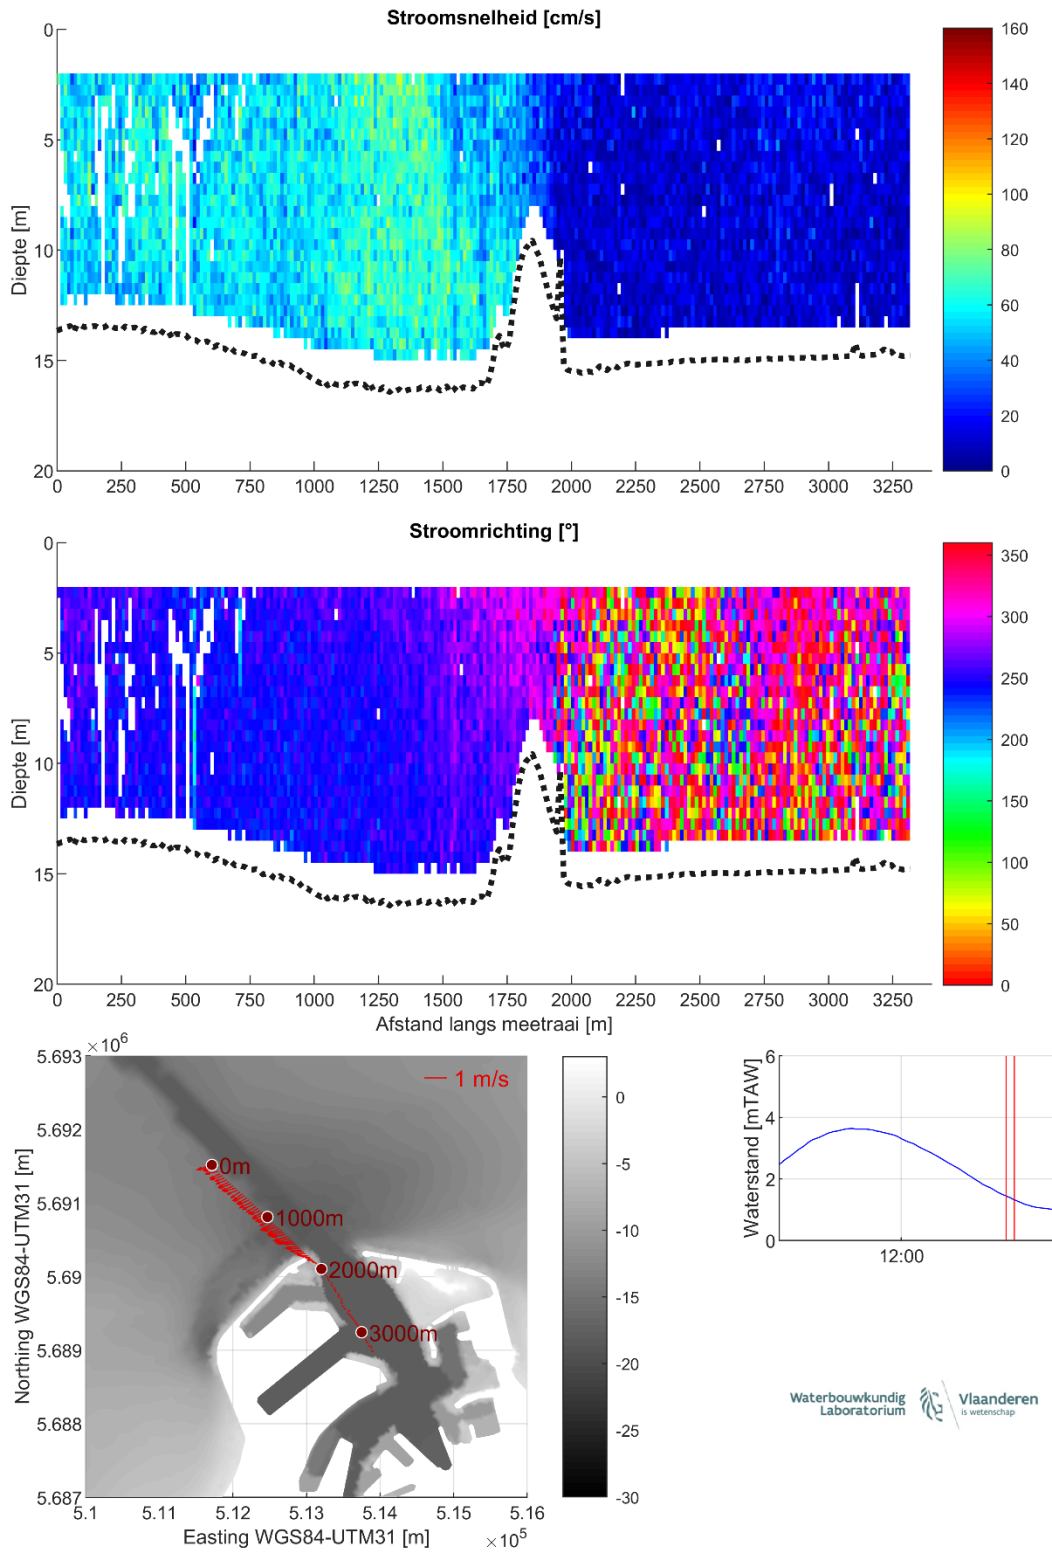 Stroomsnelheid [cm/s]
0
5
10
15
20
Diepte [m]
0 250 500 750 1000 1250 1500 1750 2000 2250 2500 2750 3000 3250
160
140
120
100
80
60
40
20
0
Stroomrichting [°]
0
5
10
15
20
Diepte [m]
0 250 500 750 1000 1250 1500 1750 2000 2250 2500 2750 3000 3250
Afstand langs meetraai [m]
350
300
250
200
150
100
50
0
×10⁶
5.693
5.692
5.691
5.69
5.689
5.688
5.687
Northing WGS84-UTM31 [m]
1 m/s
0m
1000m
2000m
3000m
5.1 5.11 5.12 5.13 5.14 5.15 5.16
Easting WGS84-UTM31 [m]
×10⁵
0
-5
-10
-15
-20
-25
-30
6
4
2
0
Waterstand [mTAW]
12:00
Waterbouwkundig
Laboratorium
Vlaanderen
is wetenschap